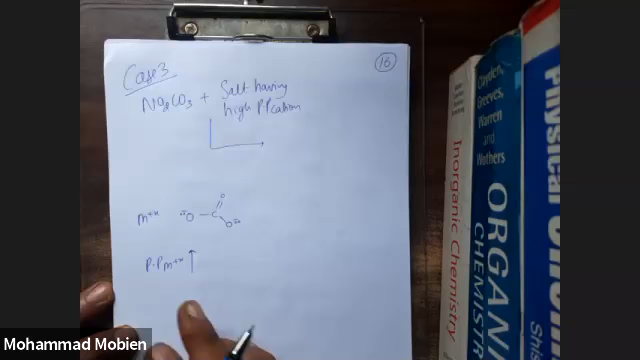 Case 3
16
Na2CO3 + Salt having
high PP cation
O
M+x -O - C
O-
P.P M+x ↑
Inorganic Chemistry
Clayden,
Greeves,
Warren
and
Wothers
ORGANIC
CHEMISTRY
Physical
Mohammad Mobien